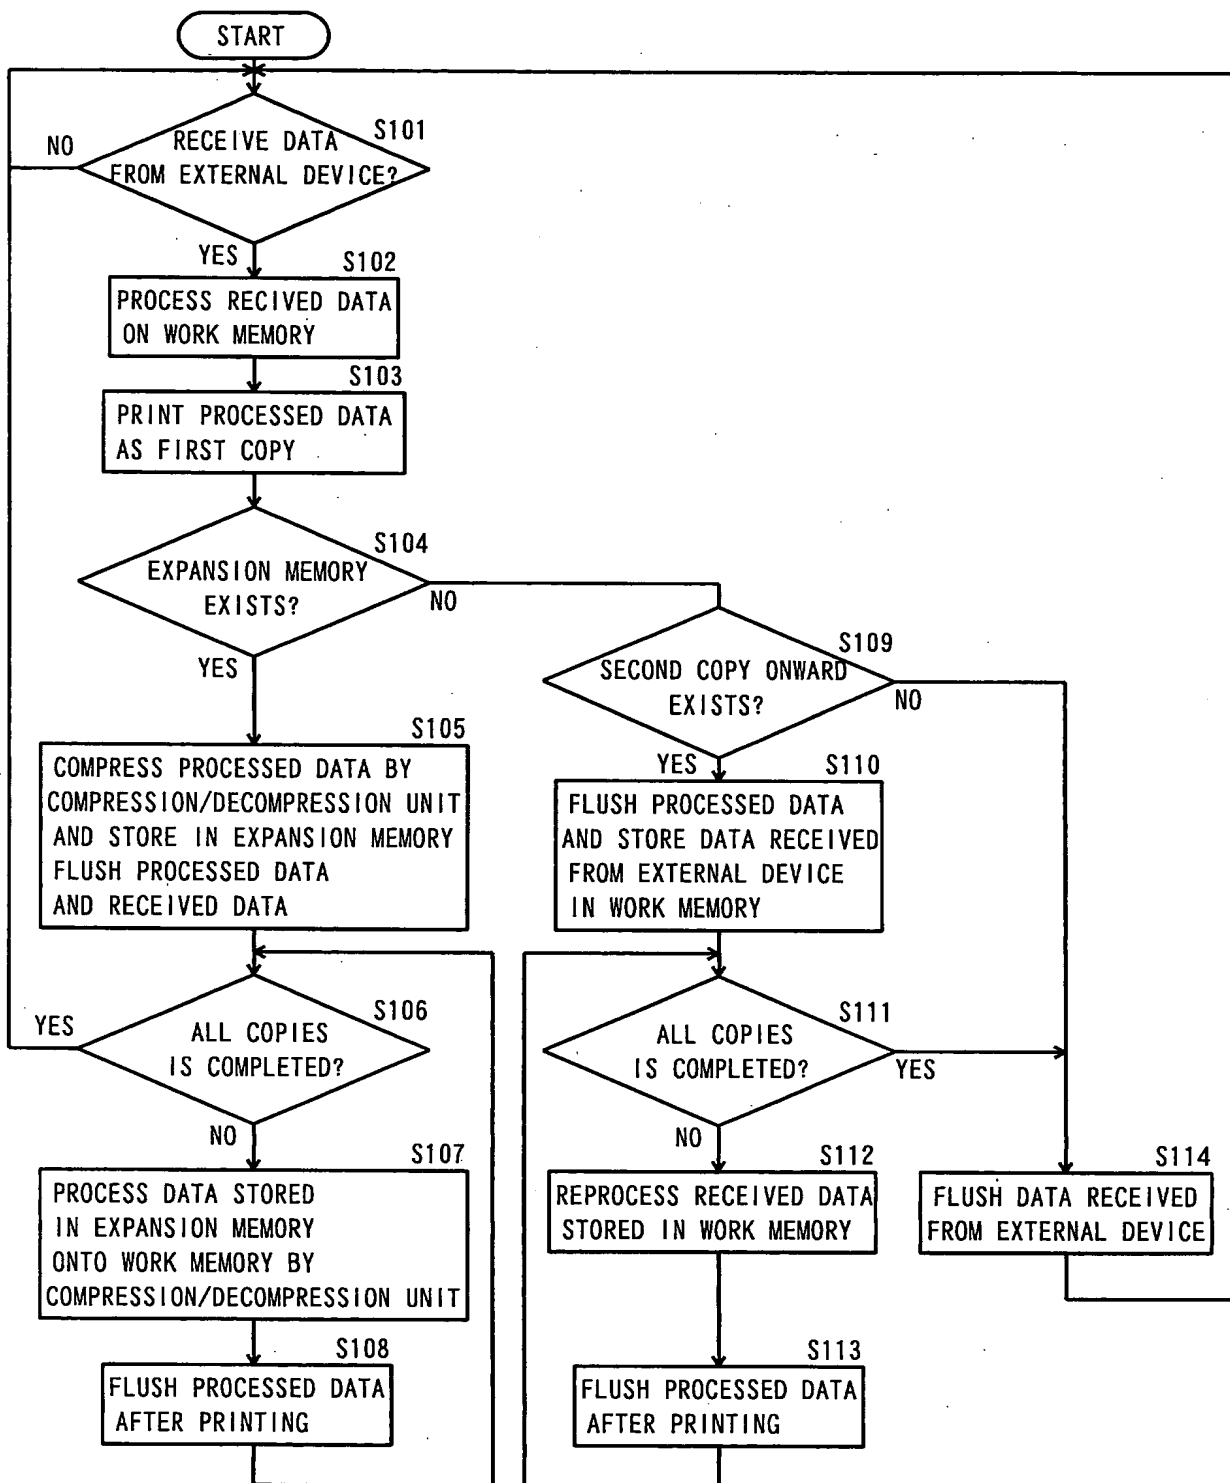 START
S101
NO
RECEIVE DATA
FROM EXTERNAL DEVICE?
YES
S102
PROCESS RECIVED DATA
ON WORK MEMORY
S103
PRINT PROCESSED DATA
AS FIRST COPY
S104
EXPANSION MEMORY
EXISTS?
NO
YES
S109
SECOND COPY ONWARD
EXISTS?
NO
YES
S105
COMPRESS PROCESSED DATA BY
COMPRESSION/DECOMPRESSION UNIT
AND STORE IN EXPANSION MEMORY
FLUSH PROCESSED DATA
AND RECEIVED DATA
S110
FLUSH PROCESSED DATA
AND STORE DATA RECEIVED
FROM EXTERNAL DEVICE
IN WORK MEMORY
S106
YES
ALL COPIES
IS COMPLETED?
NO
S111
ALL COPIES
IS COMPLETED?
YES
NO
S107
PROCESS DATA STORED
IN EXPANSION MEMORY
ONTO WORK MEMORY BY
COMPRESSION/DECOMPRESSION UNIT
S112
REPROCESS RECEIVED DATA
STORED IN WORK MEMORY
S114
FLUSH DATA RECEIVED
FROM EXTERNAL DEVICE
S108
FLUSH PROCESSED DATA
AFTER PRINTING
S113
FLUSH PROCESSED DATA
AFTER PRINTING